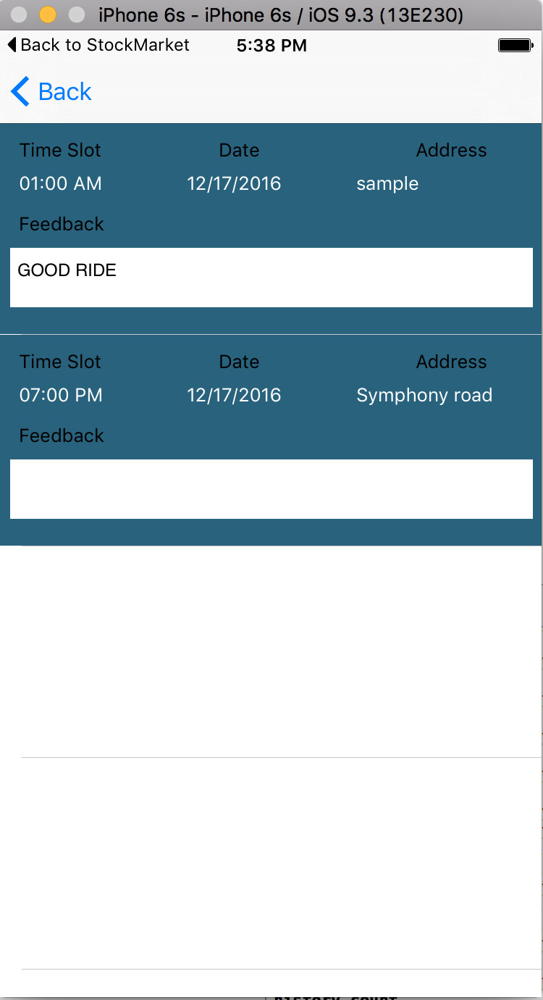 iPhone 6s - iPhone 6s / iOS 9.3 (13E230)
Back to StockMarket 5:38 PM
Back
Time Slot Date Address
01:00 AM 12/17/2016 sample
Feedback
GOOD RIDE
Time Slot Date Address
07:00 PM 12/17/2016 Symphony road
Feedback